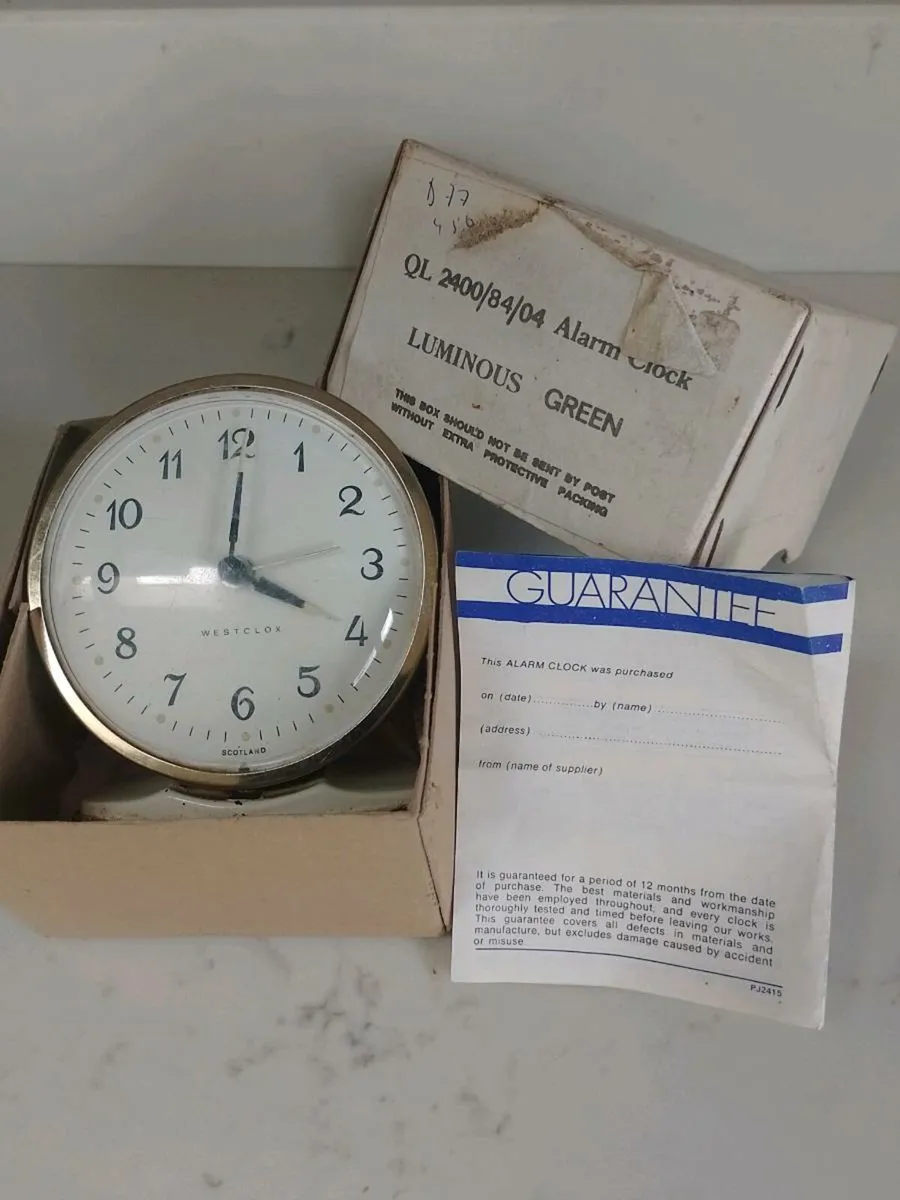 D77
QL 2400/84/04 Alarm Clock
LUMINOUS GREEN
THIS BOX SHOULD NOT BE SENT BY POST
WITHOUT EXTRA PROTECTIVE PACKING
12
1
2
3
4
5
6
7
8
9
10
11
WESTCLOX
SCOTLAND
GUARANTEE
This ALARM CLOCK was purchased
on (date)..............by (name)..........................
(address)..................................................
from (name of supplier)
It is guaranteed for a period of 12 months from the date
of purchase. The best materials and workmanship
have been employed throughout, and every clock is
thoroughly tested and timed before leaving our works.
This guarantee covers all defects in materials and
manufacture, but excludes damage caused by accident
or misuse
PJ2415